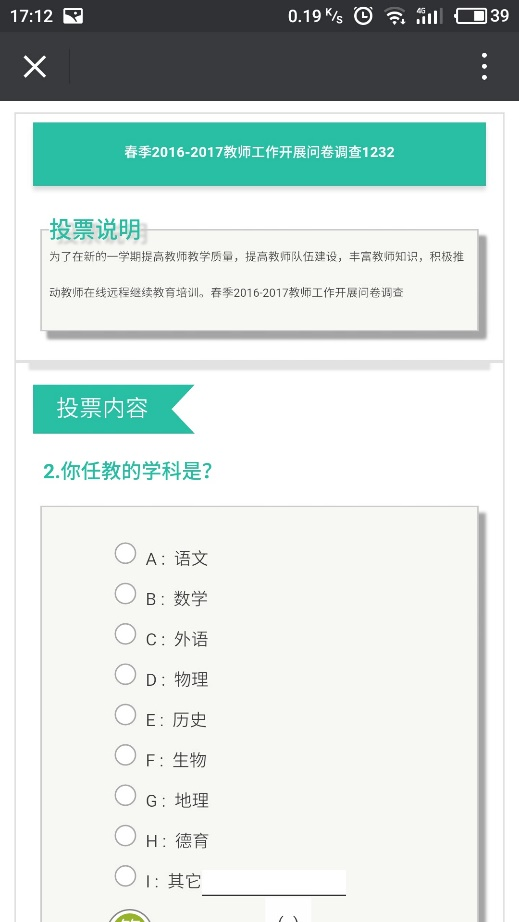 17:12 0.19 K/s 4G 39
春季2016-2017教师工作开展问卷调查1232
投票说明
为了在新的一学期提高教师教学质量，提高教师队伍建设，丰富教师知识，积极推
动教师在线远程继续教育培训。春季2016-2017教师工作开展问卷调查
投票内容
2.你任教的学科是?
A : 语文
B : 数学
C : 外语
D : 物理
E : 历史
F : 生物
G : 地理
H : 德育
I : 其它